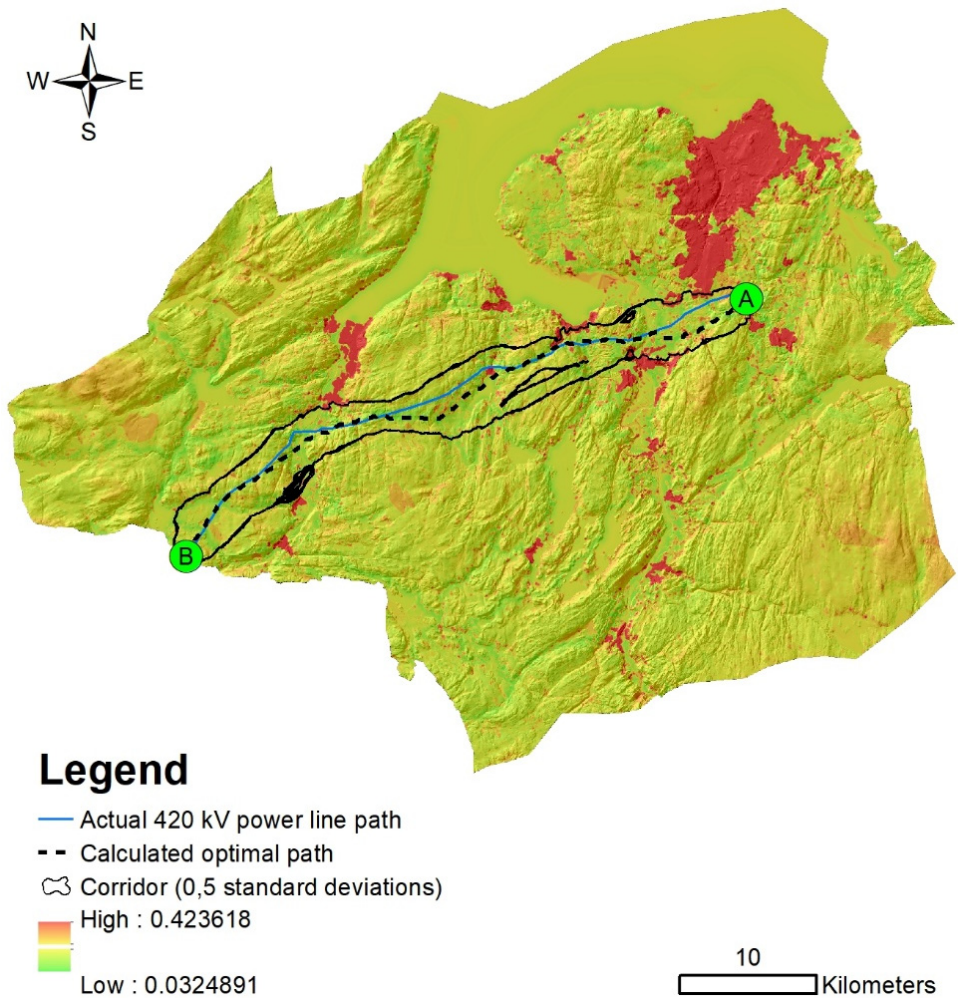 N
W E
S
A
B
Legend
Actual 420 kV power line path
Calculated optimal path
Corridor (0,5 standard deviations)
High : 0.423618
Low : 0.0324891
10
Kilometers